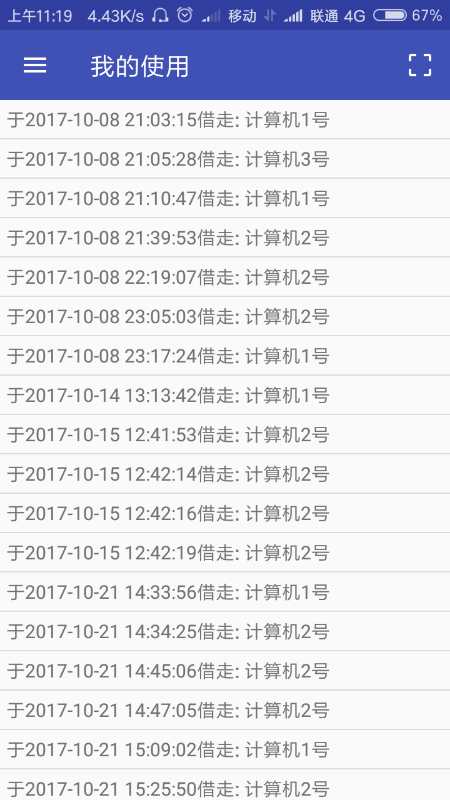 上午11:19 4.43K/s 移动 联通 4G 67%
我的使用
于2017-10-08 21:03:15借走: 计算机1号
于2017-10-08 21:05:28借走: 计算机3号
于2017-10-08 21:10:47借走: 计算机1号
于2017-10-08 21:39:53借走: 计算机2号
于2017-10-08 22:19:07借走: 计算机2号
于2017-10-08 23:05:03借走: 计算机2号
于2017-10-08 23:17:24借走: 计算机1号
于2017-10-14 13:13:42借走: 计算机1号
于2017-10-15 12:41:53借走: 计算机2号
于2017-10-15 12:42:14借走: 计算机2号
于2017-10-15 12:42:16借走: 计算机2号
于2017-10-15 12:42:19借走: 计算机2号
于2017-10-21 14:33:56借走: 计算机1号
于2017-10-21 14:34:25借走: 计算机2号
于2017-10-21 14:45:06借走: 计算机2号
于2017-10-21 14:47:05借走: 计算机2号
于2017-10-21 15:09:02借走: 计算机1号
于2017-10-21 15:25:50借走: 计算机2号